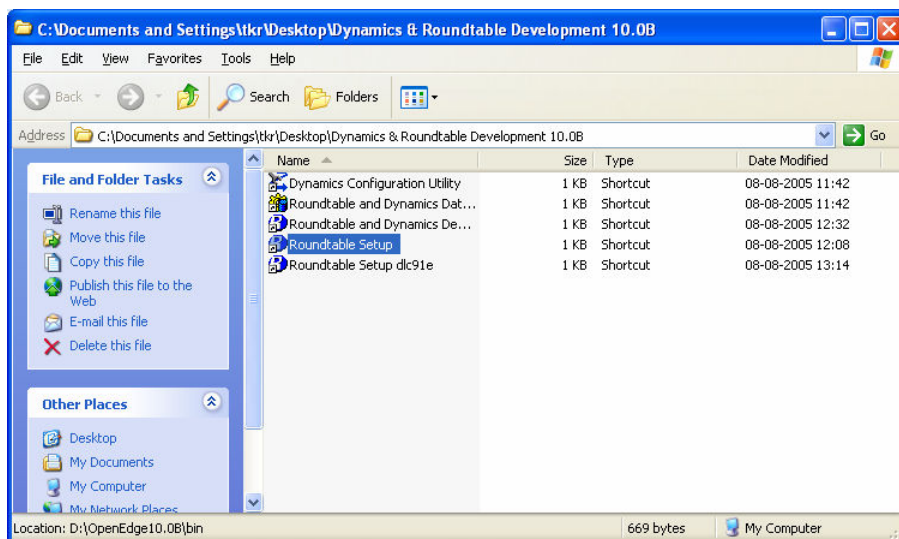 C:\Documents and Settings\tkr\Desktop\Dynamics & Roundtable Development 10.0B
File Edit View Favorites Tools Help
Back Search Folders
Address C:\Documents and Settings\tkr\Desktop\Dynamics & Roundtable Development 10.0B Go
Name Size Type Date Modified
File and Folder Tasks
Rename this file
Move this file
Copy this file
Publish this file to the
Web
E-mail this file
Delete this file
Other Places
Desktop
My Documents
My Computer
My Network Places
Dynamics Configuration Utility 1 KB Shortcut 08-08-2005 11:42
Roundtable and Dynamics Dat... 1 KB Shortcut 08-08-2005 11:42
Roundtable and Dynamics De... 1 KB Shortcut 08-08-2005 12:32
Roundtable Setup 1 KB Shortcut 08-08-2005 12:08
Roundtable Setup dlc91e 1 KB Shortcut 08-08-2005 13:14
Location: D:\OpenEdge10.0B\bin 669 bytes My Computer